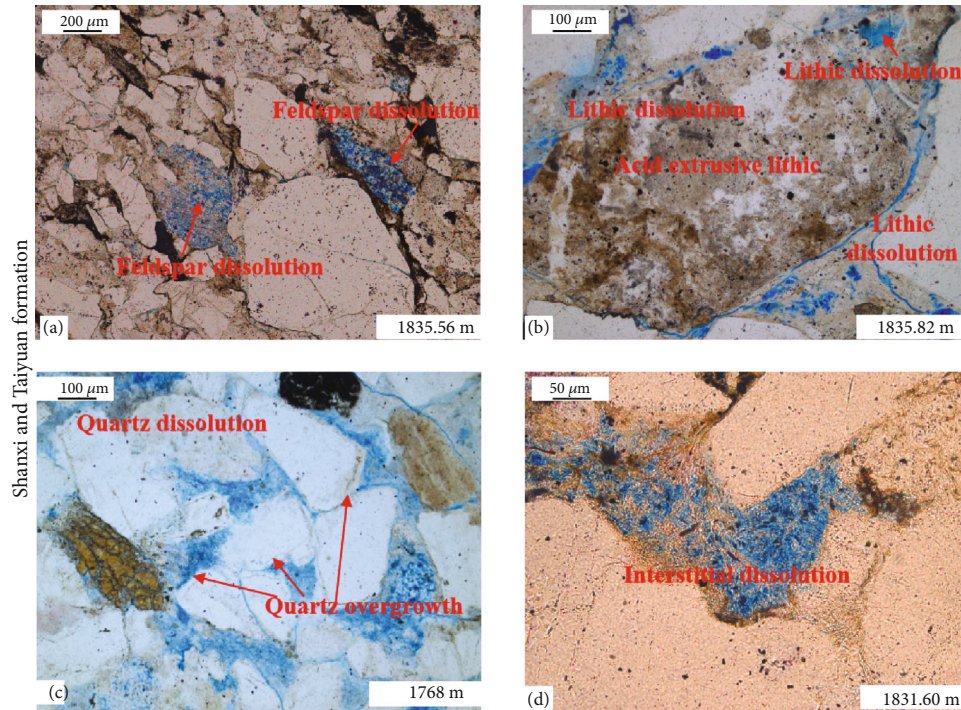 Shanxi and Taiyuan formation
200 μm
Feldspar dissolution
Feldspar dissolution
(a)
1835.56 m
100 μm
Lithic dissolution
Lithic dissolution
Acid extrusive lithic
Lithic
dissolution
(b)
1835.82 m
100 μm
Quartz dissolution
Quartz overgrowth
(c)
1768 m
50 μm
Interstitial dissolution
(d)
1831.60 m